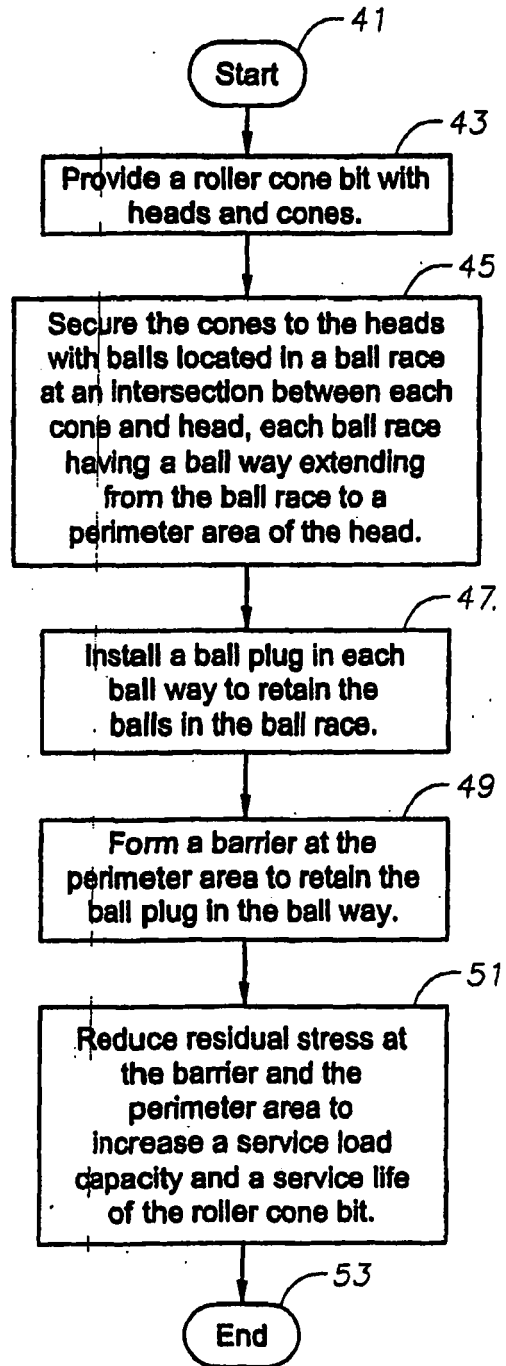 41
Start
43
Provide a roller cone bit with
heads and cones.
45
Secure the cones to the heads
with balls located in a ball race
at an intersection between each
cone and head, each ball race
having a ball way extending
from the ball race to a
perimeter area of the head.
47.
Install a ball plug in each
ball way to retain the
balls in the ball race.
49
Form a barrier at the
perimeter area to retain the
ball plug in the ball way.
51
Reduce residual stress at
the barrier and the
perimeter area to
increase a service load
capacity and a service life
of the roller cone bit.
53
End